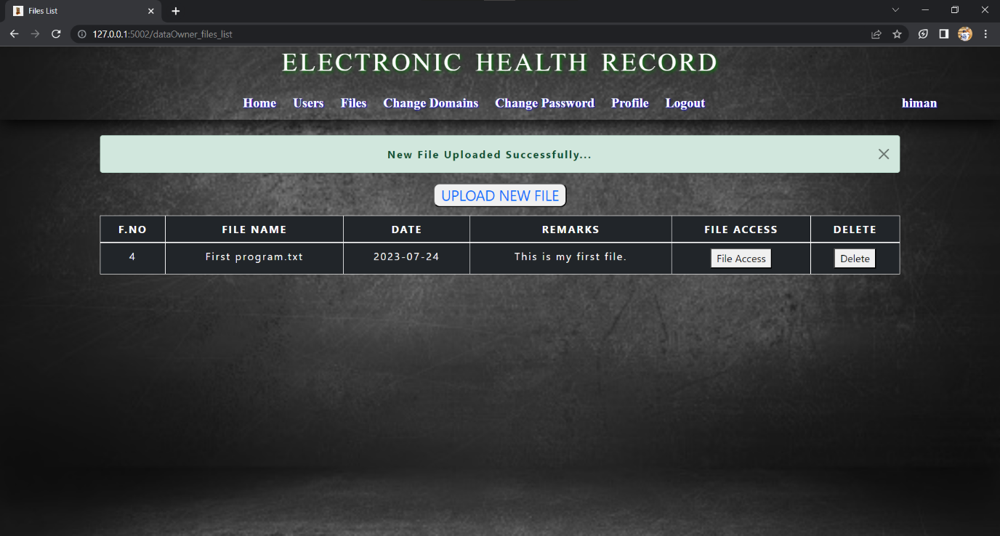 Files List
127.0.0.1:5002/dataOwner_files_list
ELECTRONIC HEALTH RECORD
Home Users Files Change Domains Change Password Profile Logout himan
New File Uploaded Successfully...
UPLOAD NEW FILE
F.NO FILE NAME DATE REMARKS FILE ACCESS DELETE
4 First program.txt 2023-07-24 This is my first file. File Access Delete